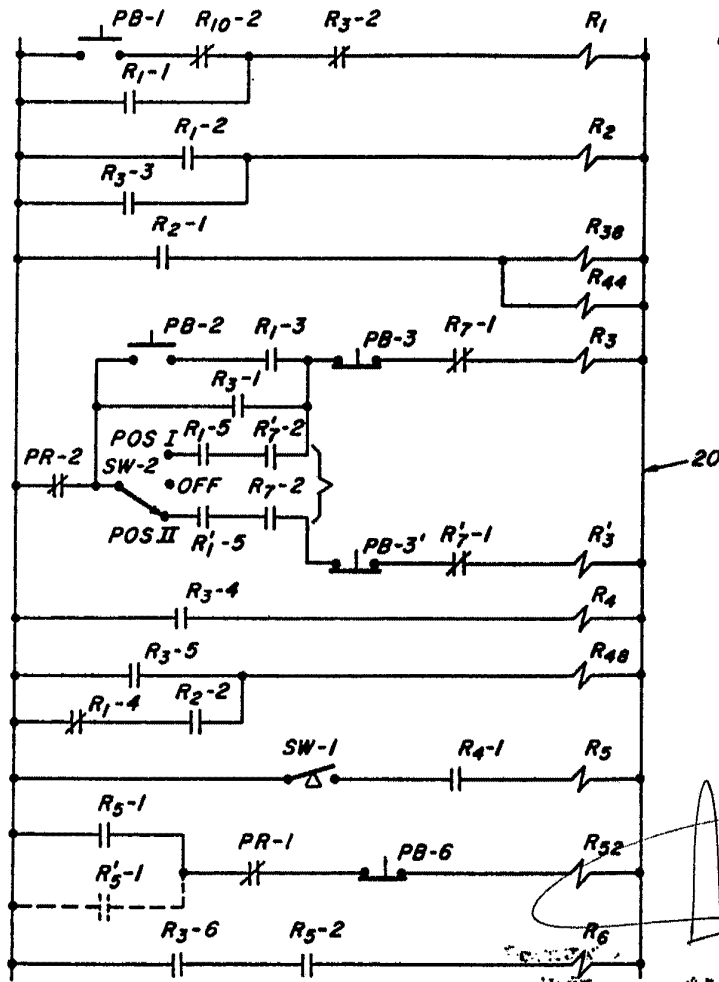 PB-1 R10-2 R3-2 R1
R1-1
R1-2 R2
R3-3
R2-1 R38
R44
PB-2 R1-3 PB-3 R7-1 R3
R3-1
POS I R1-5 R'7-2
PR-2 SW-2 OFF R7-2 20
POS II R'1-5 PB-3' R'7-1 R'3
R3-4 R4
R3-5 R48
R1-4 R2-2
SW-1 R4-1 R5
R5-1 PR-1 PB-6 R52
R'5-1
R3-6 R5-2 R6